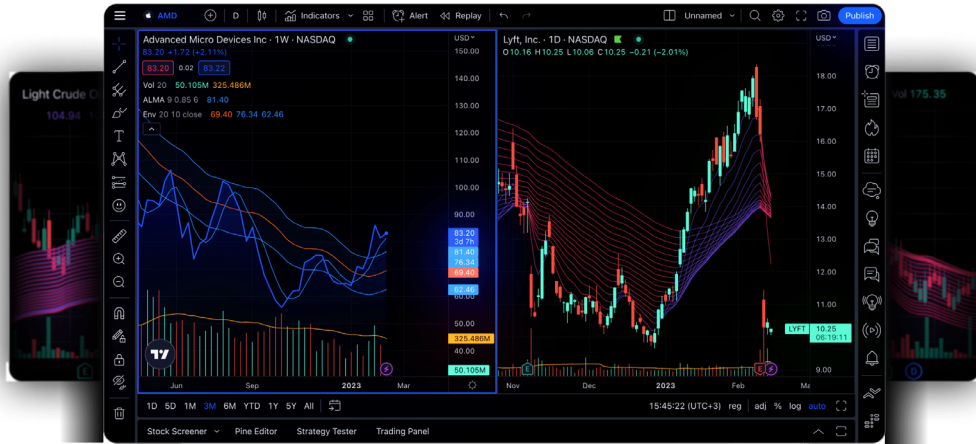 AMD
D
Indicators
Alert
Replay
Unnamed
Publish
Light Crude O
104.94
Advanced Micro Devices Inc · 1W · NASDAQ
83.20 +1.72 (+2.11%)
83.20 0.02 83.22
Vol 20 50.105M 325.486M
ALMA 9 0.85 6 81.40
Env 20 10 close 69.40 76.34 62.46
USD
150.00
140.00
130.00
120.00
110.00
100.00
90.00
83.20
3d 7h
81.40
76.34
69.40
62.46
60.00
50.00
325.486M
40.00
50.105M
Jun Sep 2023 Mar
Lyft, Inc. · 1D · NASDAQ
O10.16 H10.25 L10.06 C10.25 −0.21 (−2.01%)
USD
18.00
17.00
16.00
15.00
14.00
13.00
12.00
11.00
LYFT 10.25
06:19:11
9.00
E
E
Nov Dec 2023 Feb Ma
Vol 175.35
E
D
1D 5D 1M 3M 6M YTD 1Y 5Y All
15:45:22 (UTC+3) reg adj % log auto
Stock Screener Pine Editor Strategy Tester Trading Panel